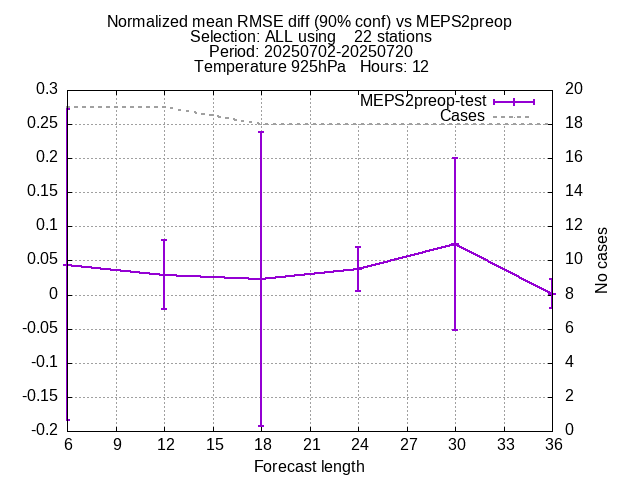 Normalized mean RMSE diff (90% conf) vs MEPS2preop
Selection: ALL using    22 stations
Period: 20250702-20250720
Temperature 925hPa   Hours: 12
0.3
0.25
0.2
0.15
0.1
0.05
0
-0.05
-0.1
-0.15
-0.2
MEPS2preop-test
Cases
20
18
16
14
12
10
8
6
4
2
0
No cases
6 9 12 15 18 21 24 27 30 33 36
Forecast length